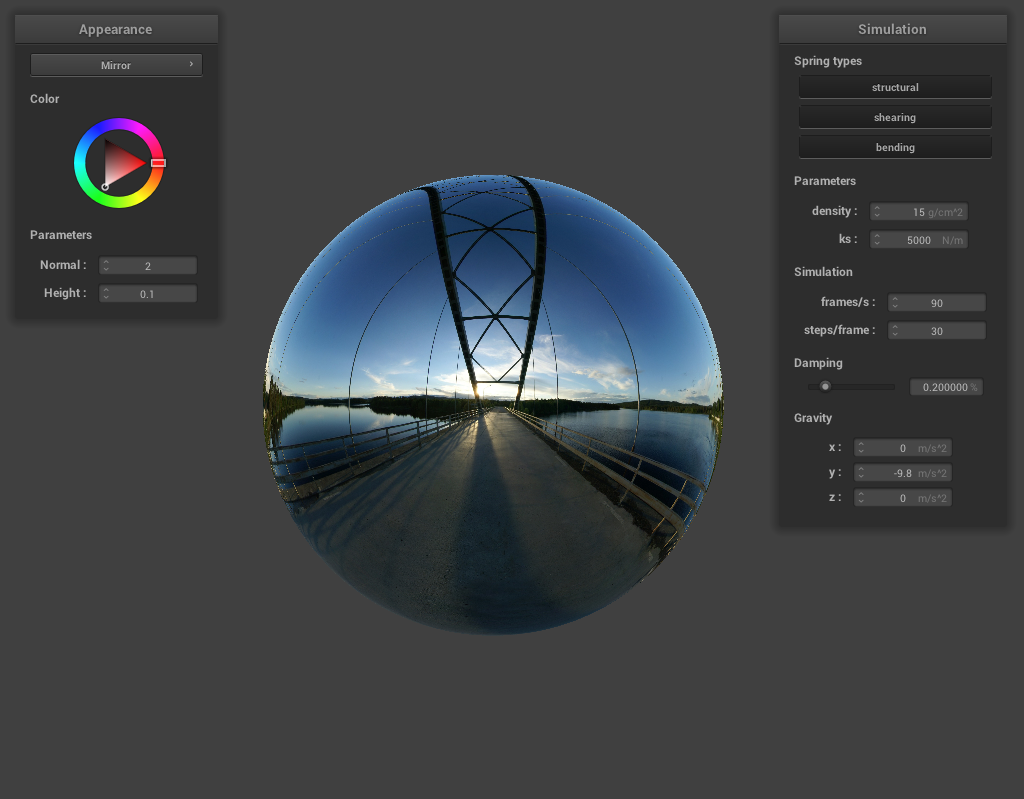 Appearance
Mirror
Color
Parameters
Normal : 2
Height : 0.1
Simulation
Spring types
structural
shearing
bending
Parameters
density : 15 g/cm^2
ks : 5000 N/m
Simulation
frames/s : 90
steps/frame : 30
Damping
0.200000 %
Gravity
x : 0 m/s^2
y : -9.8 m/s^2
z : 0 m/s^2